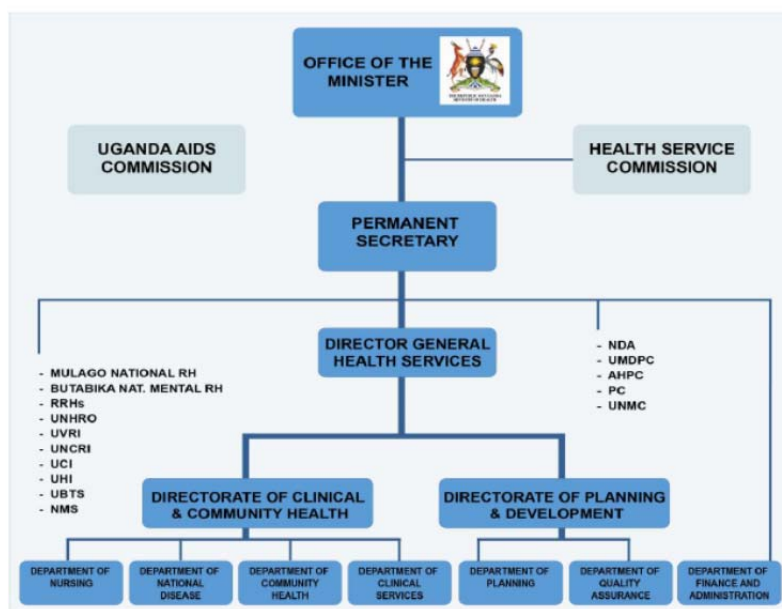 OFFICE OF THE
MINISTER
UGANDA AIDS
COMMISSION
HEALTH SERVICE
COMMISSION
PERMANENT
SECRETARY
DIRECTOR GENERAL
HEALTH SERVICES
- MULAGO NATIONAL RH
- BUTABIKA NAT. MENTAL RH
- RRHs
- UNHRO
- UVRI
- UNCRI
- UCI
- UHI
- UBTS
- NMS
- NDA
- UMDPC
- AHPC
- PC
- UNMC
DIRECTORATE OF CLINICAL
& COMMUNITY HEALTH
DIRECTORATE OF PLANNING
& DEVELOPMENT
DEPARTMENT OF
NURSING
DEPARTMENT OF
NATIONAL
DISEASE
DEPARTMENT OF
COMMUNITY
HEALTH
DEPARTMENT OF
CLINICAL
SERVICES
DEPARTMENT OF
PLANNING
DEPARTMENT OF
QUALITY
ASSURANCE
DEPARTMENT OF
FINANCE AND
ADMINISTRATION